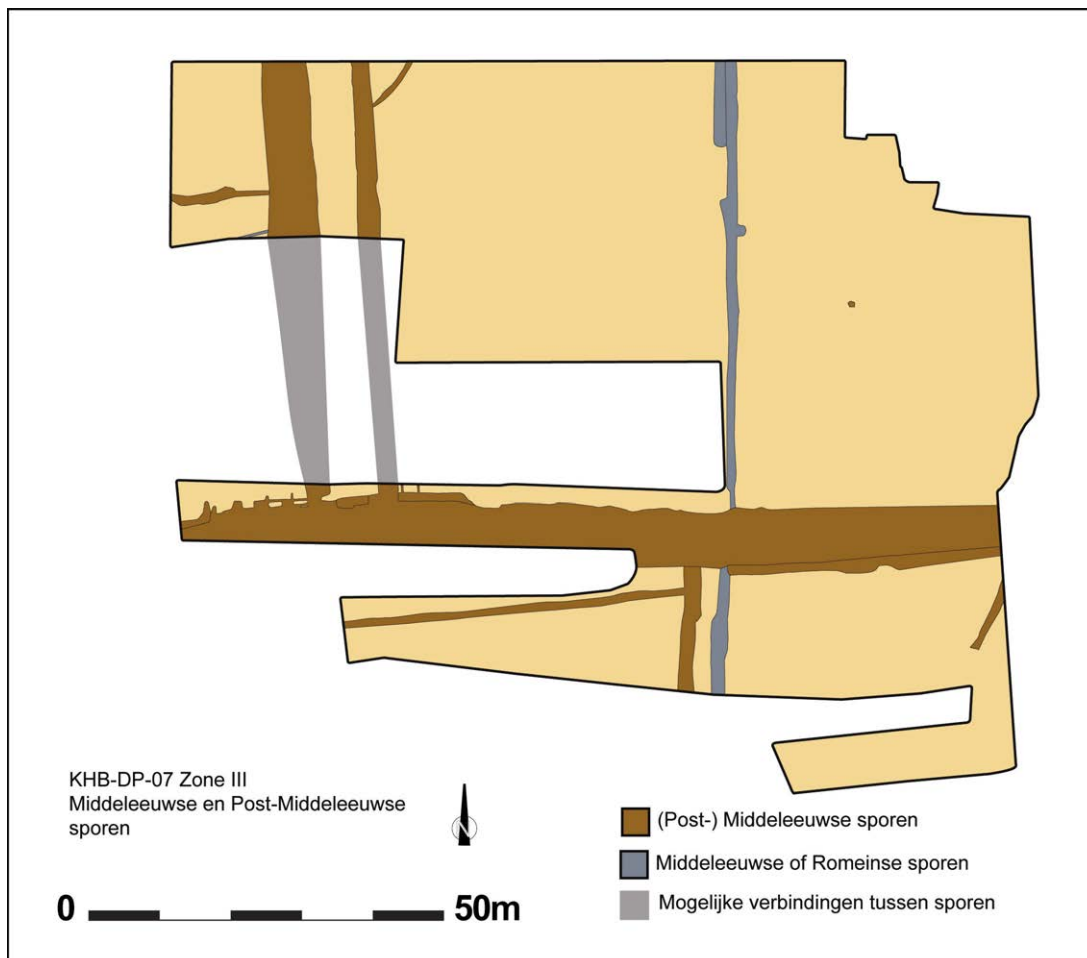 KHB-DP-07 Zone III
Middeleeuwse en Post-Middeleeuwse
sporen
N
0 50m
(Post-) Middeleeuwse sporen
Middeleeuwse of Romeinse sporen
Mogelijke verbindingen tussen sporen